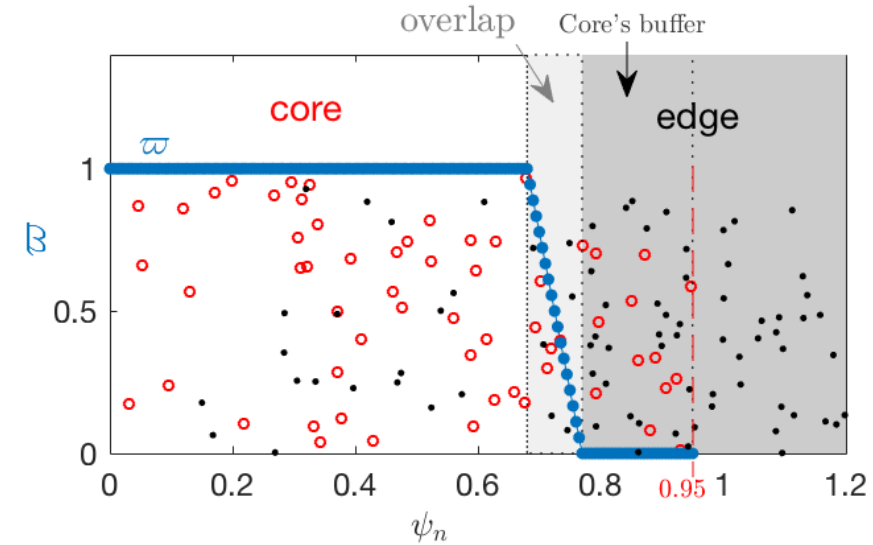 overlap
Core's buffer
core
edge
ϖ
1
0.5
0
ϖ
0
0.2
0.4
0.6
0.8
0.95
1
1.2
ψₙ